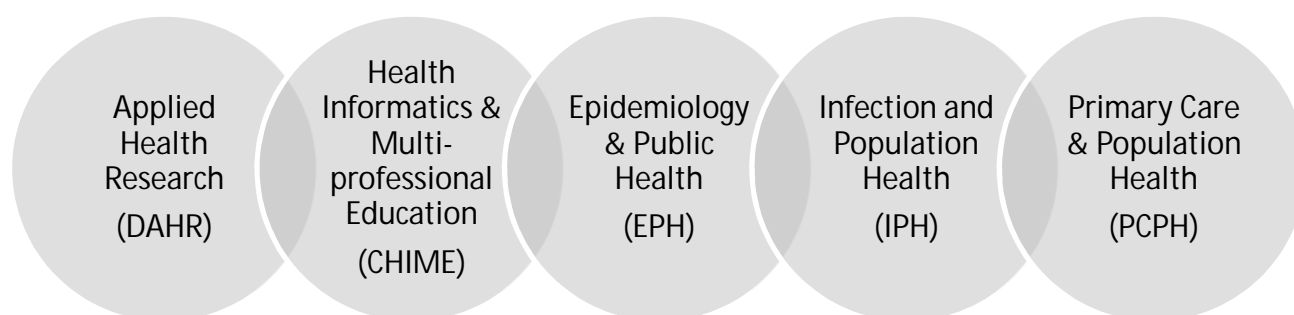 Applied
Health
Research
(DAHR)
Health
Informatics &
Multi-
professional
Education
(CHIME)
Epidemiology
& Public
Health
(EPH)
Infection and
Population
Health
(IPH)
Primary Care
& Population
Health
(PCPH)